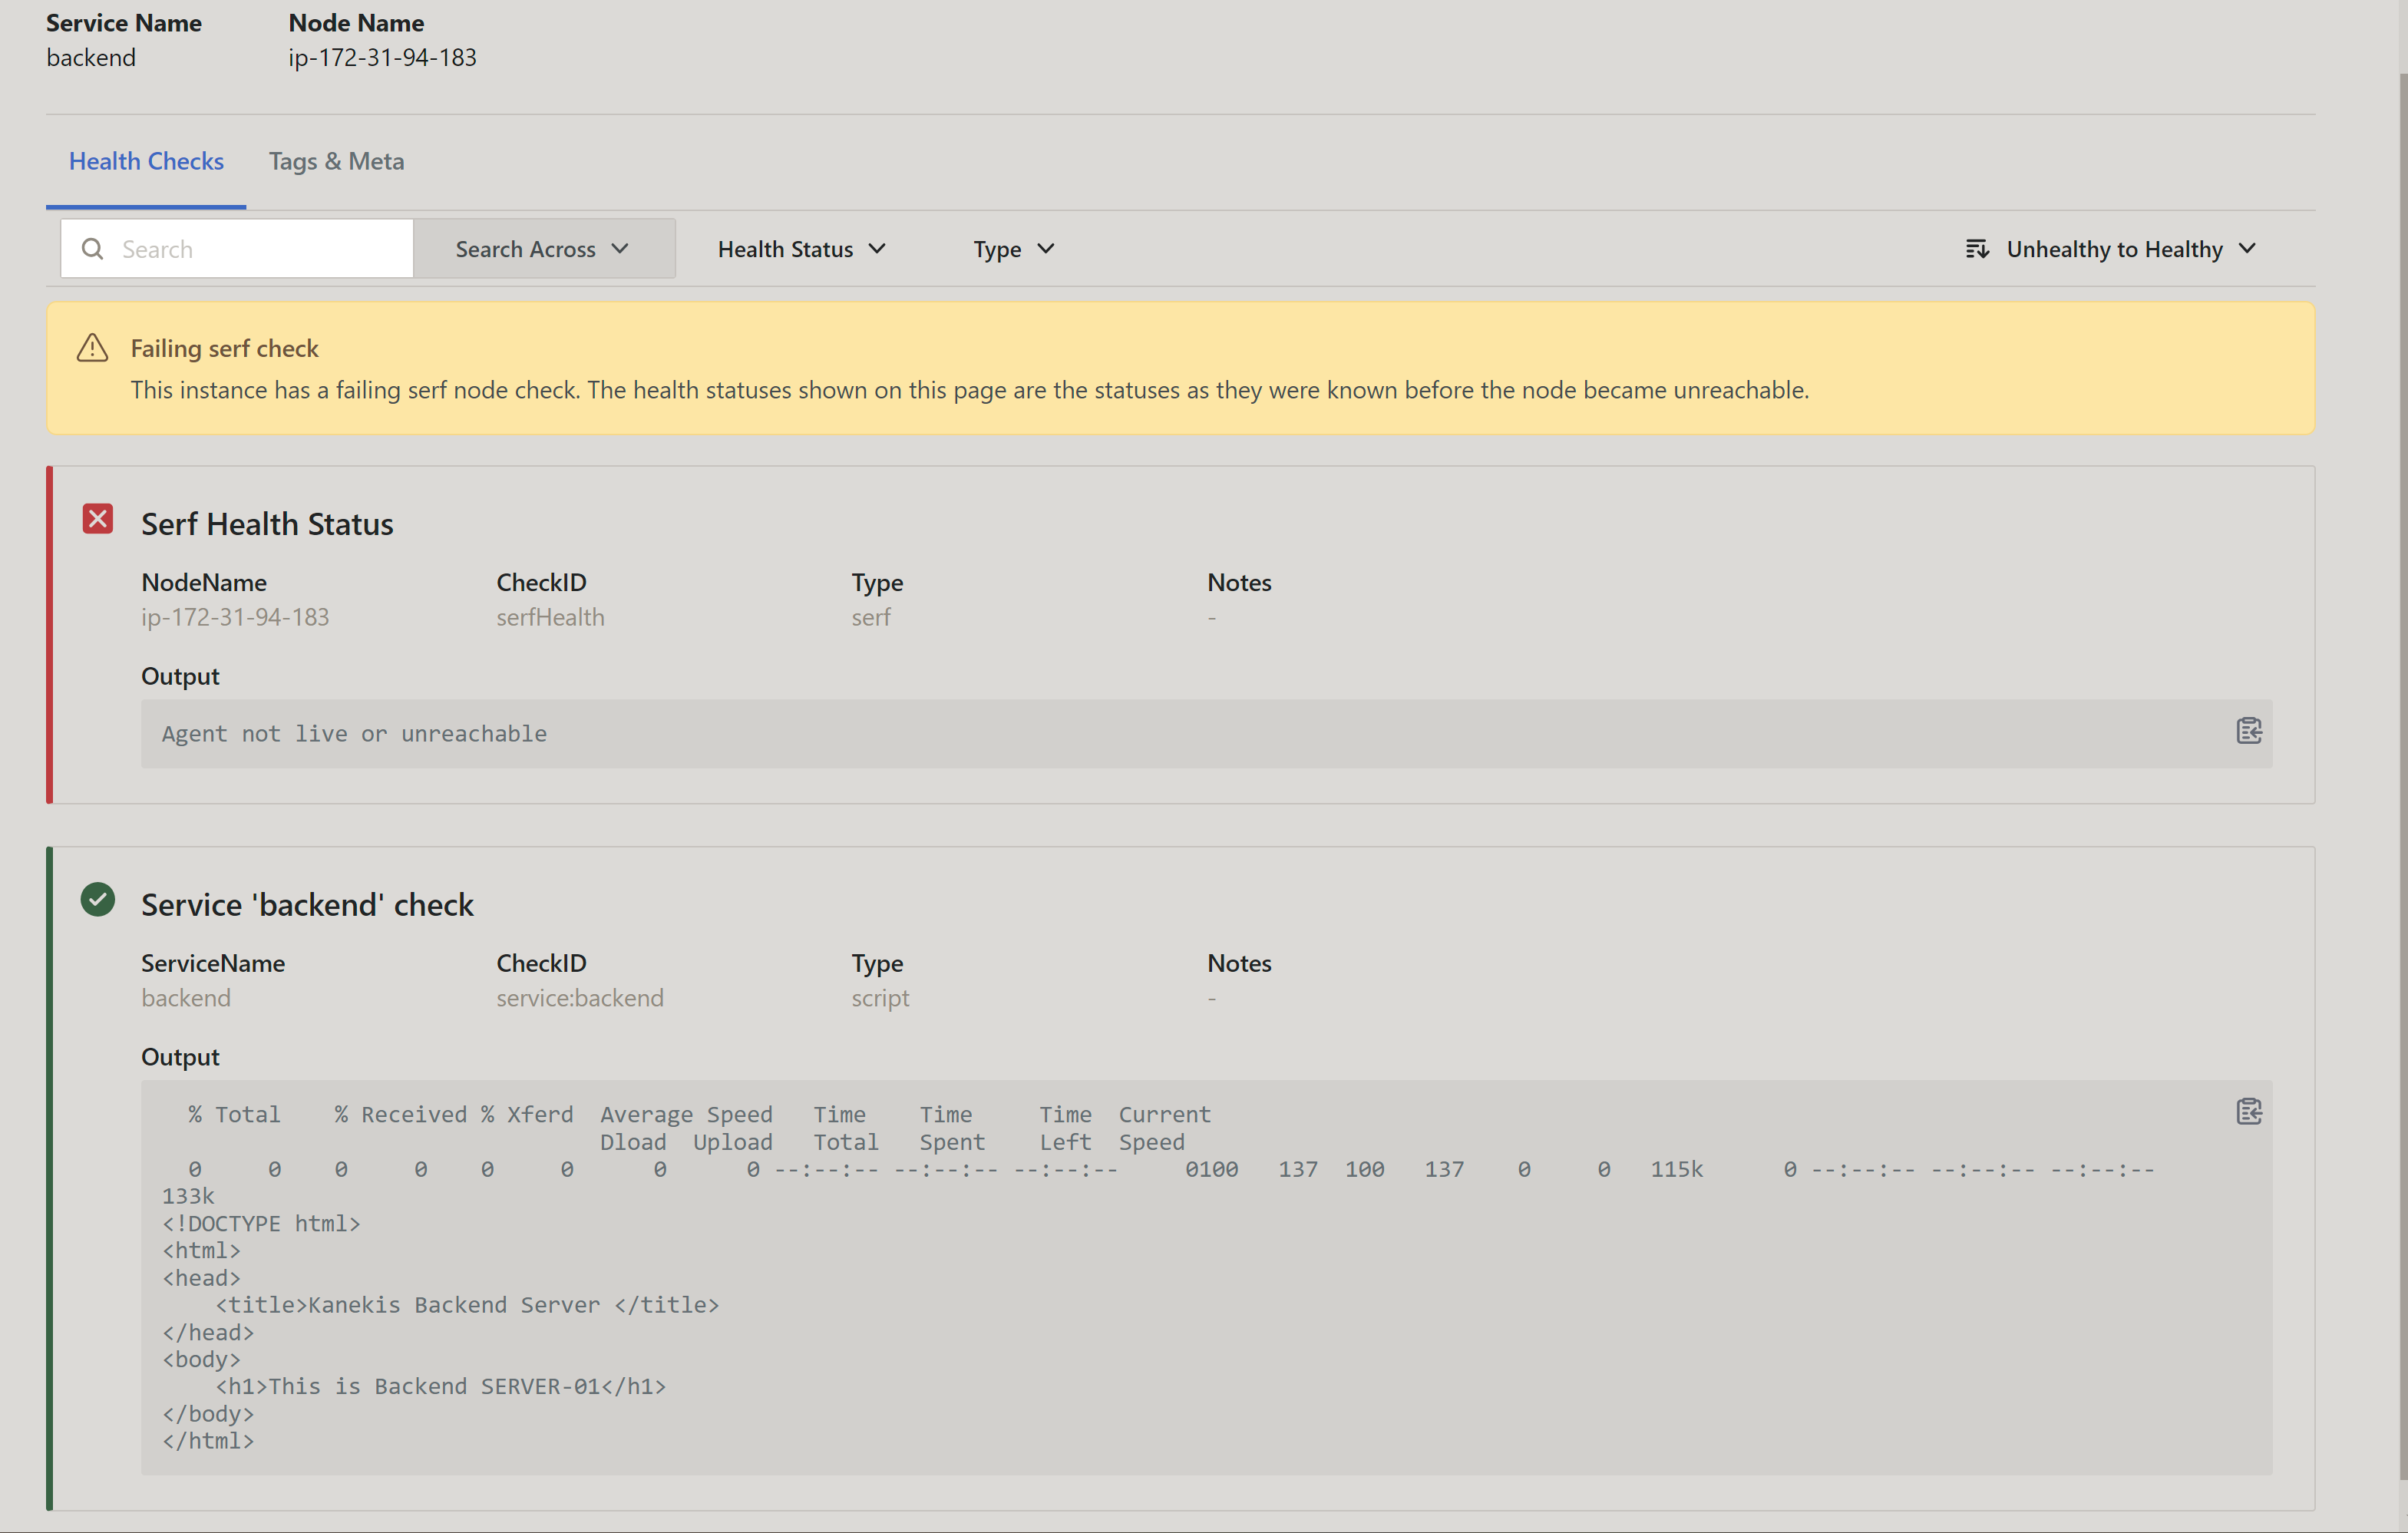 Service Name Node Name
backend ip-172-31-94-183
Health Checks Tags & Meta
Search Search Across Health Status Type Unhealthy to Healthy
Failing serf check
This instance has a failing serf node check. The health statuses shown on this page are the statuses as they were known before the node became unreachable.
Serf Health Status
NodeName CheckID Type Notes
ip-172-31-94-183 serfHealth serf -
Output
Agent not live or unreachable
Service 'backend' check
ServiceName CheckID Type Notes
backend service:backend script -
Output
  % Total    % Received % Xferd  Average Speed   Time    Time     Time  Current
                                 Dload  Upload   Total   Spent    Left  Speed
  0     0    0     0    0     0      0      0 --:--:-- --:--:-- --:--:--     0100   137  100   137    0     0   115k      0 --:--:-- --:--:-- --:--:--
133k
<!DOCTYPE html>
<html>
<head>
    <title>Kanekis Backend Server </title>
</head>
<body>
    <h1>This is Backend SERVER-01</h1>
</body>
</html>